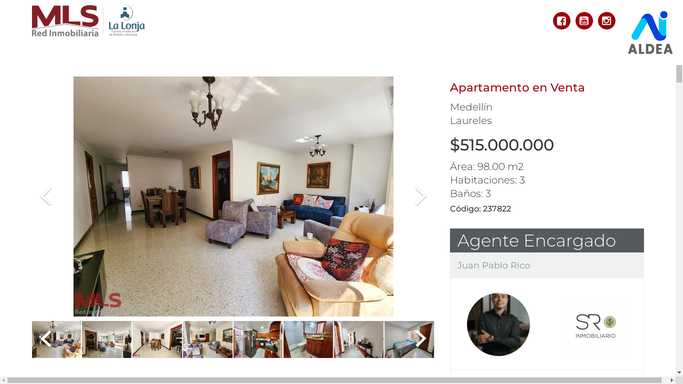 MLS
Red Inmobiliaria
La Lonja
ALDEA
Apartamento en Venta
Medellín
Laureles
$515.000.000
Área: 98.00 m2
Habitaciones: 3
Baños: 3
Código: 237822
MLS
Agente Encargado
Juan Pablo Rico
SR
INMOBILIARIO